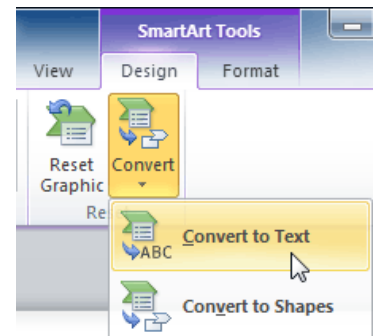 SmartArt Tools
View Design Format
Reset Graphic
Convert
Re
ABC Convert to Text
Convert to Shapes